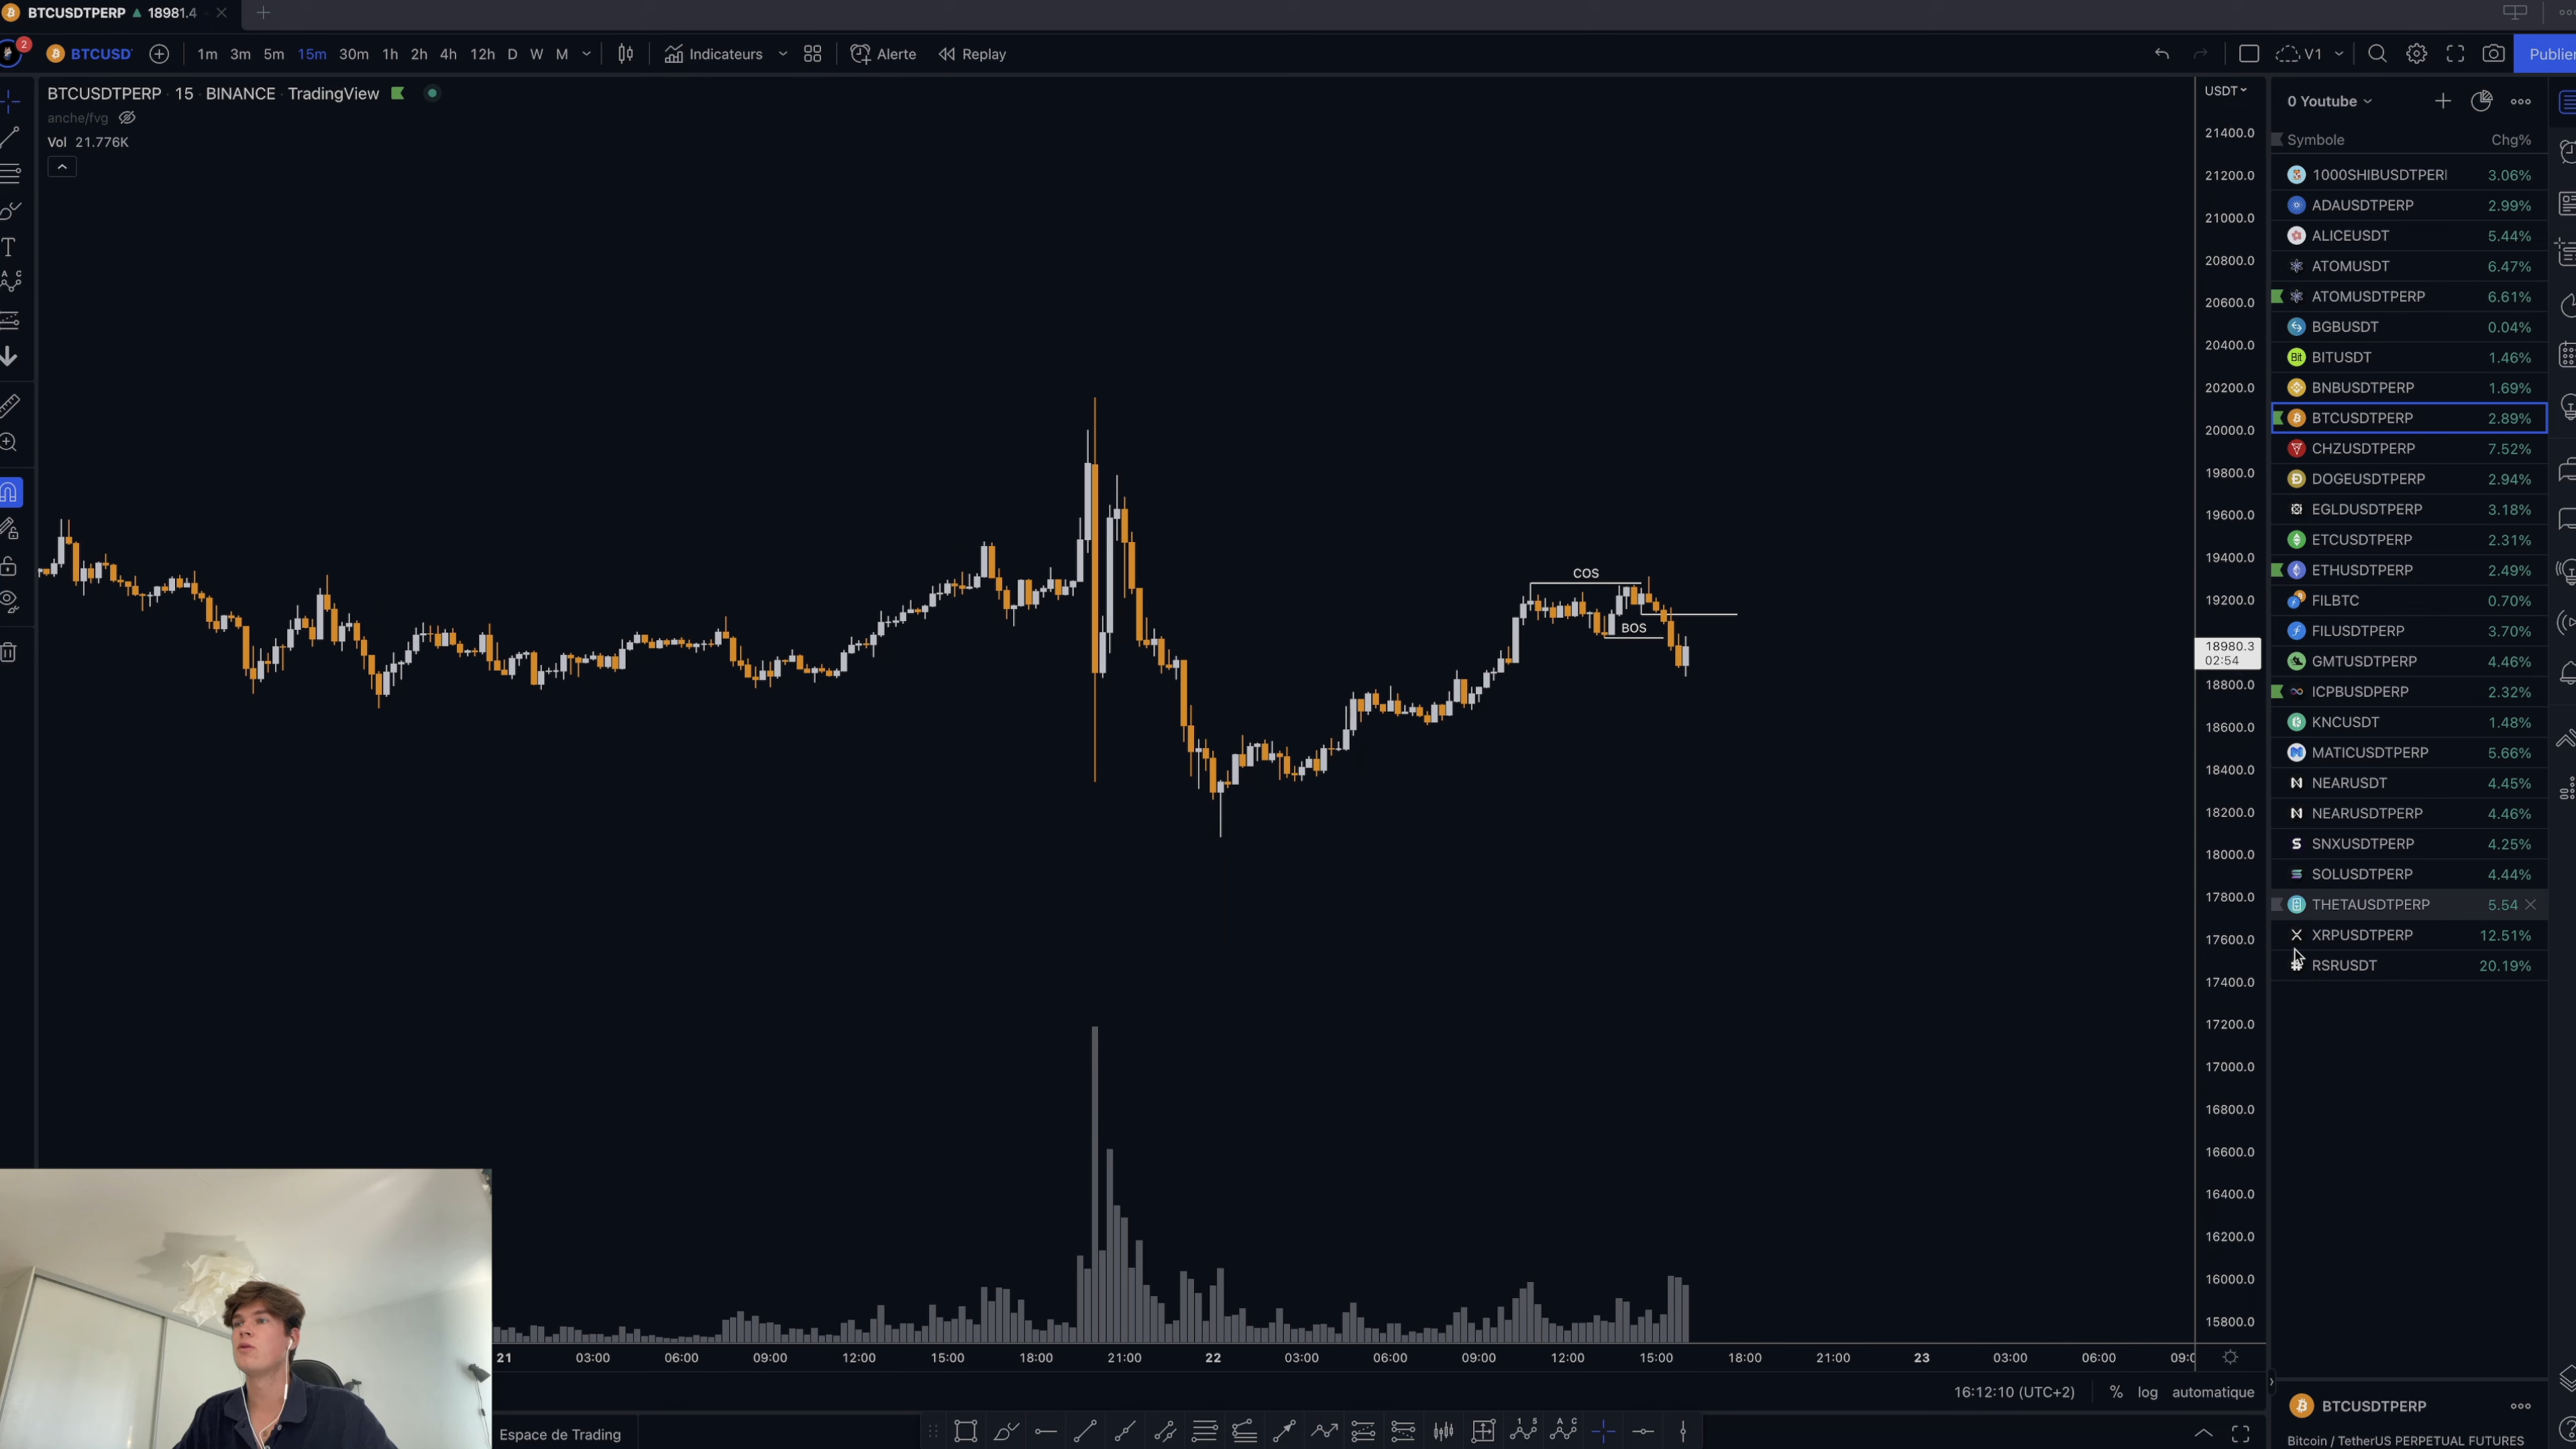 BTCUSDTPERP ▲ 18981.4
2 BTCUSD 1m 3m 5m 15m 30m 1h 2h 4h 12h D W M Indicateurs Alerte Replay V1 Publier
BTCUSDTPERP · 15 · BINANCE · TradingView
anche/fvg
Vol 21.776K
COS
BOS
USDT
21400.0
21200.0
21000.0
20800.0
20600.0
20400.0
20200.0
20000.0
19800.0
19600.0
19400.0
19200.0
18980.3
02:54
18800.0
18600.0
18400.0
18200.0
18000.0
17800.0
17600.0
17400.0
17200.0
17000.0
16800.0
16600.0
16400.0
16200.0
16000.0
15800.0
21 03:00 06:00 09:00 12:00 15:00 18:00 21:00 22 03:00 06:00 09:00 12:00 15:00 18:00 21:00 23 03:00 06:00 09:0
16:12:10 (UTC+2) % log automatique
Espace de Trading
0 Youtube
Symbole Chg%
1000SHIBUSDTPERI 3.06%
ADAUSDTPERP 2.99%
ALICEUSDT 5.44%
ATOMUSDT 6.47%
ATOMUSDTPERP 6.61%
BGBUSDT 0.04%
Bit BITUSDT 1.46%
BNBUSDTPERP 1.69%
BTCUSDTPERP 2.89%
CHZUSDTPERP 7.52%
DOGEUSDTPERP 2.94%
EGLDUSDTPERP 3.18%
ETCUSDTPERP 2.31%
ETHUSDTPERP 2.49%
FILBTC 0.70%
FILUSDTPERP 3.70%
GMTUSDTPERP 4.46%
ICPBUSDPERP 2.32%
KNCUSDT 1.48%
MATICUSDTPERP 5.66%
NEARUSDT 4.45%
NEARUSDTPERP 4.46%
SNXUSDTPERP 4.25%
SOLUSDTPERP 4.44%
THETAUSDTPERP 5.54
XRPUSDTPERP 12.51%
RSRUSDT 20.19%
BTCUSDTPERP
Bitcoin / TetherUS PERPETUAL FUTURES